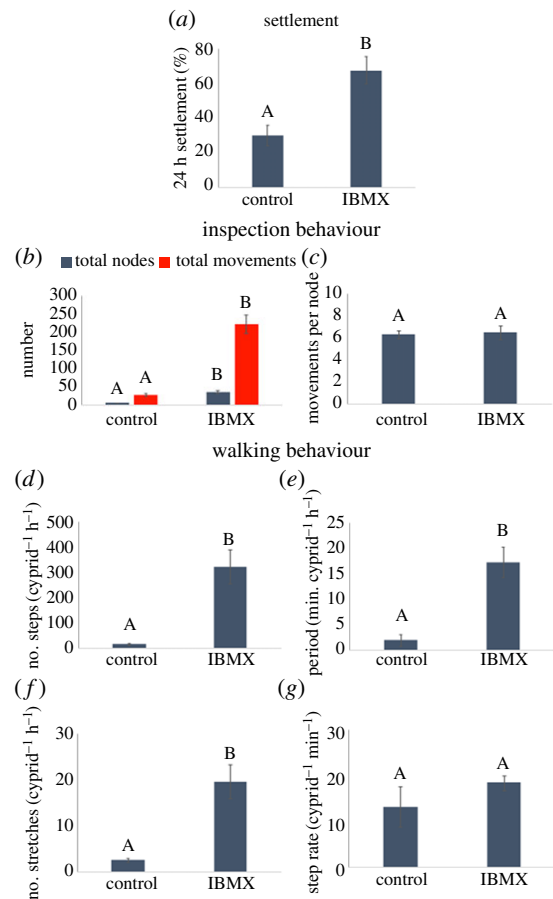 (a) settlement
24 h settlement (%)
80
60
40
20
0
A
B
control IBMX
inspection behaviour
(b) total nodes total movements
number
300
250
200
150
100
50
0
A A
B
B
control IBMX
(c)
movements per node
10
8
6
4
2
0
A A
control IBMX
walking behaviour
(d)
no. steps (cyprid⁻¹ h⁻¹)
500
400
300
200
100
0
A
B
control IBMX
(e)
period (min. cyprid⁻¹ h⁻¹)
25
20
15
10
5
0
A
B
control IBMX
(f)
no. stretches (cyprid⁻¹ h⁻¹)
30
20
10
0
A
B
control IBMX
(g)
step rate (cyprid⁻¹ min⁻¹)
30
20
10
0
A A
control IBMX